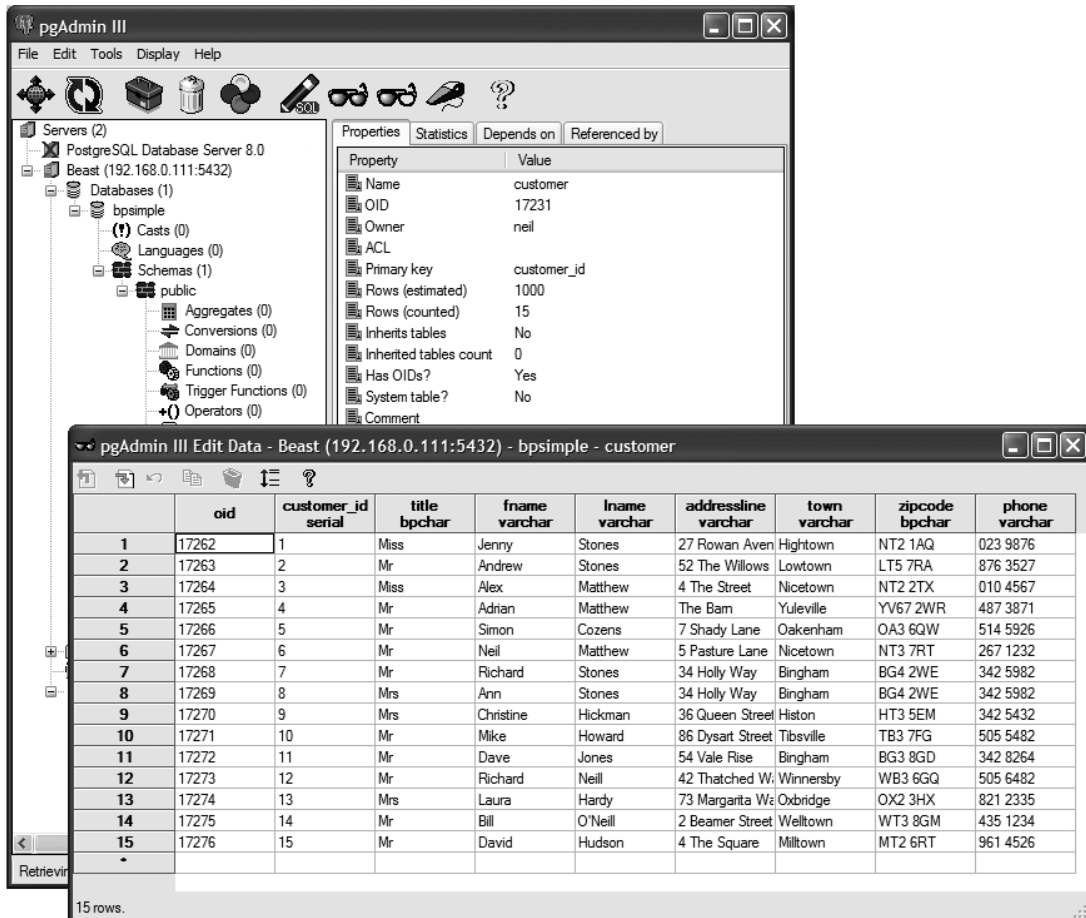 pgAdmin III
File Edit Tools Display Help
SQL
Servers (2)
PostgreSQL Database Server 8.0
Beast (192.168.0.111:5432)
Databases (1)
bpsimple
Casts (0)
Languages (0)
Schemas (1)
public
Aggregates (0)
Conversions (0)
Domains (0)
Functions (0)
Trigger Functions (0)
Operators (0)
Properties Statistics Depends on Referenced by
Property Value
Name customer
OID 17231
Owner neil
ACL
Primary key customer_id
Rows (estimated) 1000
Rows (counted) 15
Inherits tables No
Inherited tables count 0
Has OIDs? Yes
System table? No
Comment
pgAdmin III Edit Data - Beast (192.168.0.111:5432) - bpsimple - customer
oid customer_id serial title bpchar fname varchar lname varchar addressline varchar town varchar zipcode bpchar phone varchar
1 17262 1 Miss Jenny Stones 27 Rowan Aven Hightown NT2 1AQ 023 9876
2 17263 2 Mr Andrew Stones 52 The Willows Lowtown LT5 7RA 876 3527
3 17264 3 Miss Alex Matthew 4 The Street Nicetown NT2 2TX 010 4567
4 17265 4 Mr Adrian Matthew The Barn Yuleville YV67 2WR 487 3871
5 17266 5 Mr Simon Cozens 7 Shady Lane Oakenham OA3 6QW 514 5926
6 17267 6 Mr Neil Matthew 5 Pasture Lane Nicetown NT3 7RT 267 1232
7 17268 7 Mr Richard Stones 34 Holly Way Bingham BG4 2WE 342 5982
8 17269 8 Mrs Ann Stones 34 Holly Way Bingham BG4 2WE 342 5982
9 17270 9 Mrs Christine Hickman 36 Queen Street Histon HT3 5EM 342 5432
10 17271 10 Mr Mike Howard 86 Dysart Street Tibsville TB3 7FG 505 5482
11 17272 11 Mr Dave Jones 54 Vale Rise Bingham BG3 8GD 342 8264
12 17273 12 Mr Richard Neill 42 Thatched Wa Winnersby WB3 6GQ 505 6482
13 17274 13 Mrs Laura Hardy 73 Margarita Wa Oxbridge OX2 3HX 821 2335
14 17275 14 Mr Bill O'Neill 2 Beamer Street Welltown WT3 8GM 435 1234
15 17276 15 Mr David Hudson 4 The Square Milltown MT2 6RT 961 4526
*
Retrievin
15 rows.